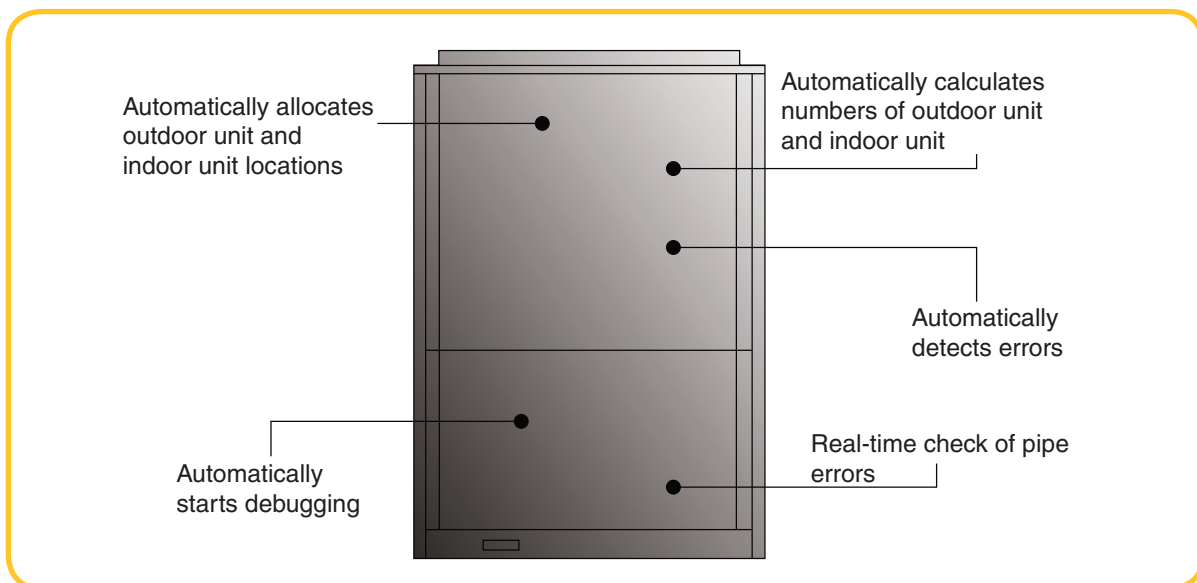 Automatically allocates
outdoor unit and
indoor unit locations
Automatically calculates
numbers of outdoor unit
and indoor unit
Automatically
detects errors
Automatically
starts debugging
Real-time check of pipe
errors